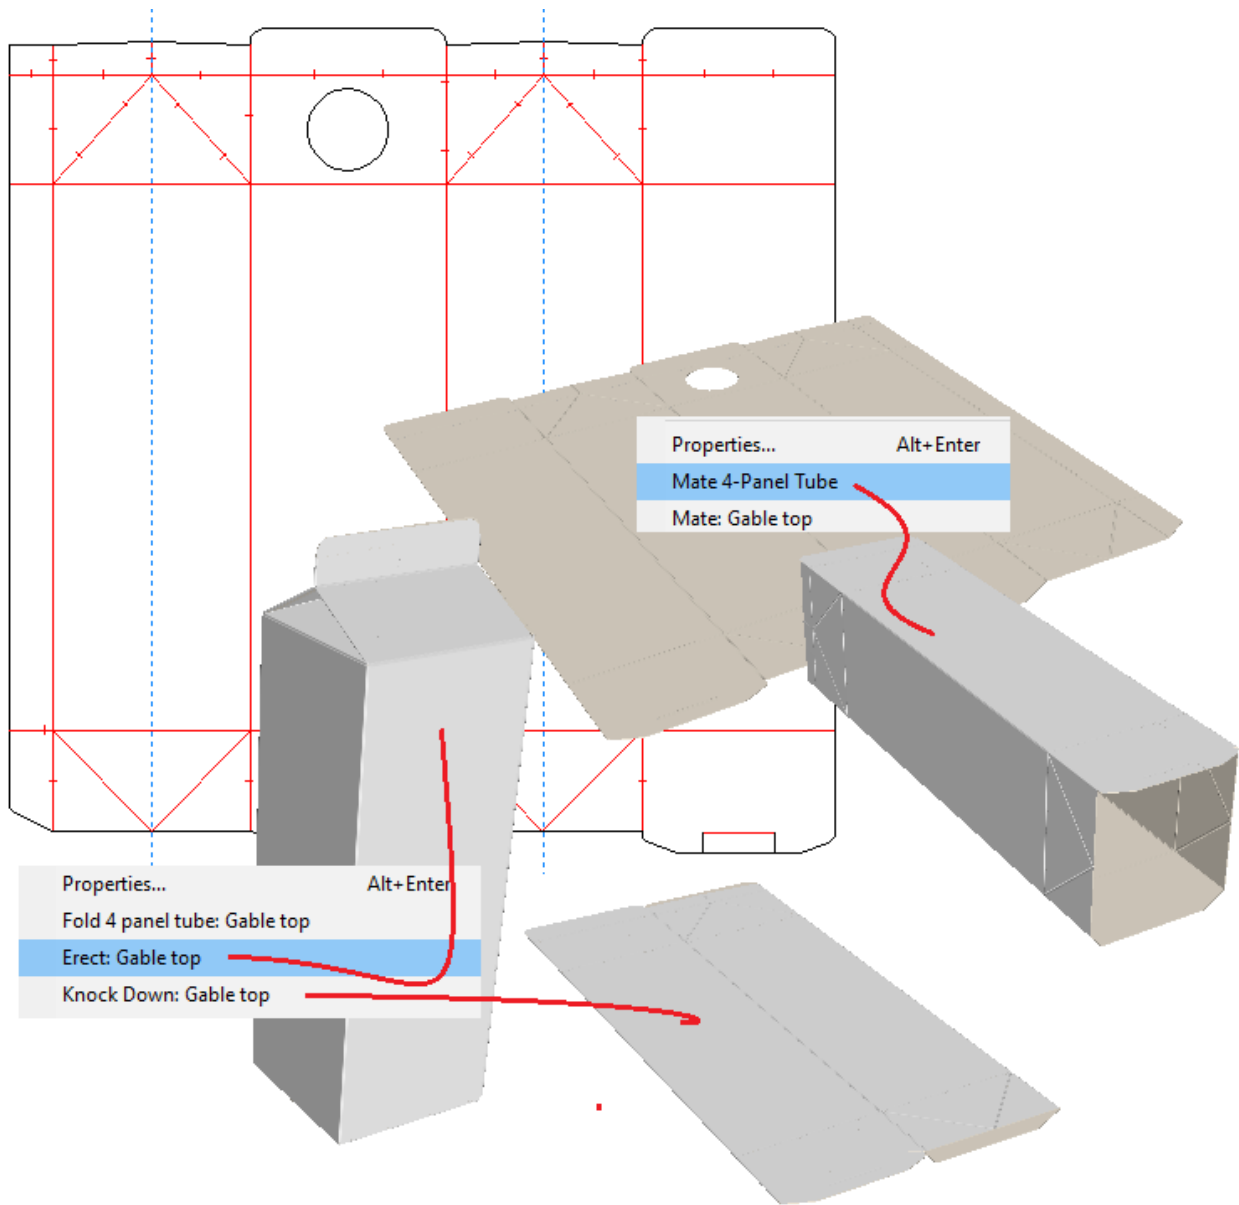 Properties... Alt+Enter
Mate 4-Panel Tube
Mate: Gable top
Properties... Alt+Enter
Fold 4 panel tube: Gable top
Erect: Gable top
Knock Down: Gable top